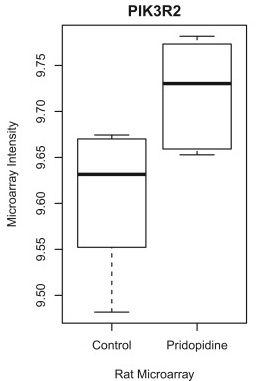 PIK3R2
Microarray Intensity
9.75
9.70
9.65
9.60
9.55
9.50
Control
Pridopidine
Rat Microarray